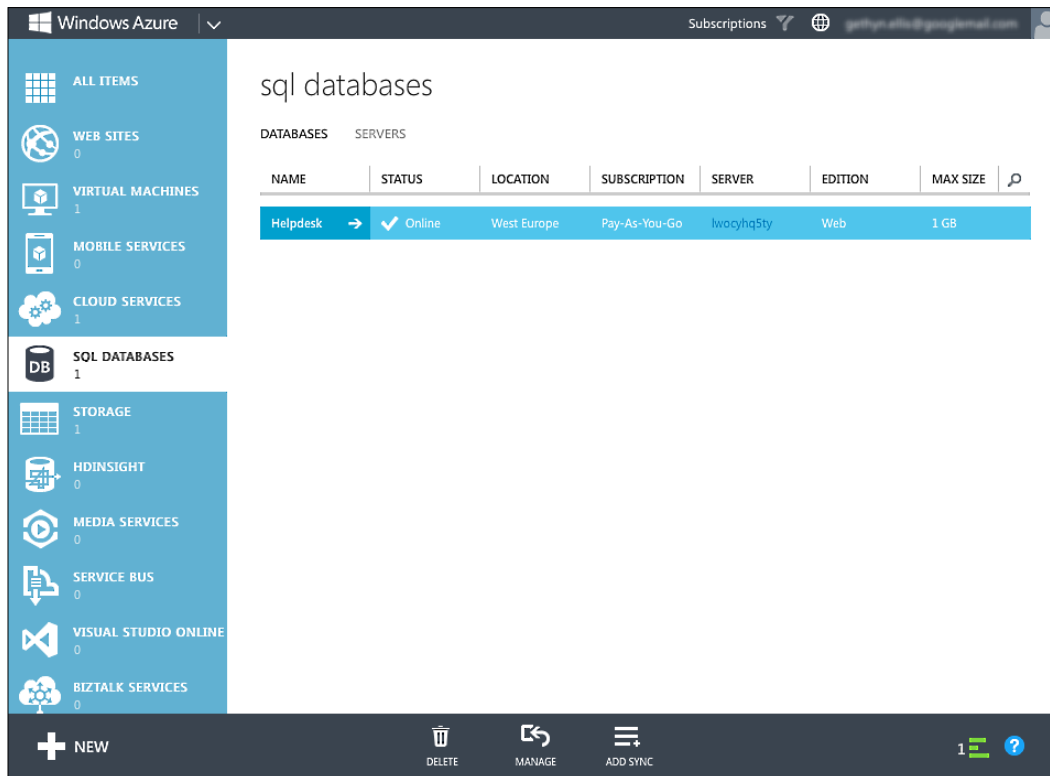 Windows Azure
Subscriptions
ALL ITEMS
WEB SITES
0
VIRTUAL MACHINES
1
MOBILE SERVICES
0
CLOUD SERVICES
1
DB
SQL DATABASES
1
STORAGE
1
HDINSIGHT
0
MEDIA SERVICES
0
SERVICE BUS
0
VISUAL STUDIO ONLINE
0
BIZTALK SERVICES
0
sql databases
DATABASES SERVERS
NAME STATUS LOCATION SUBSCRIPTION SERVER EDITION MAX SIZE
Helpdesk Online West Europe Pay-As-You-Go lwocyhq5ty Web 1 GB
NEW
DELETE MANAGE ADD SYNC
1 ?